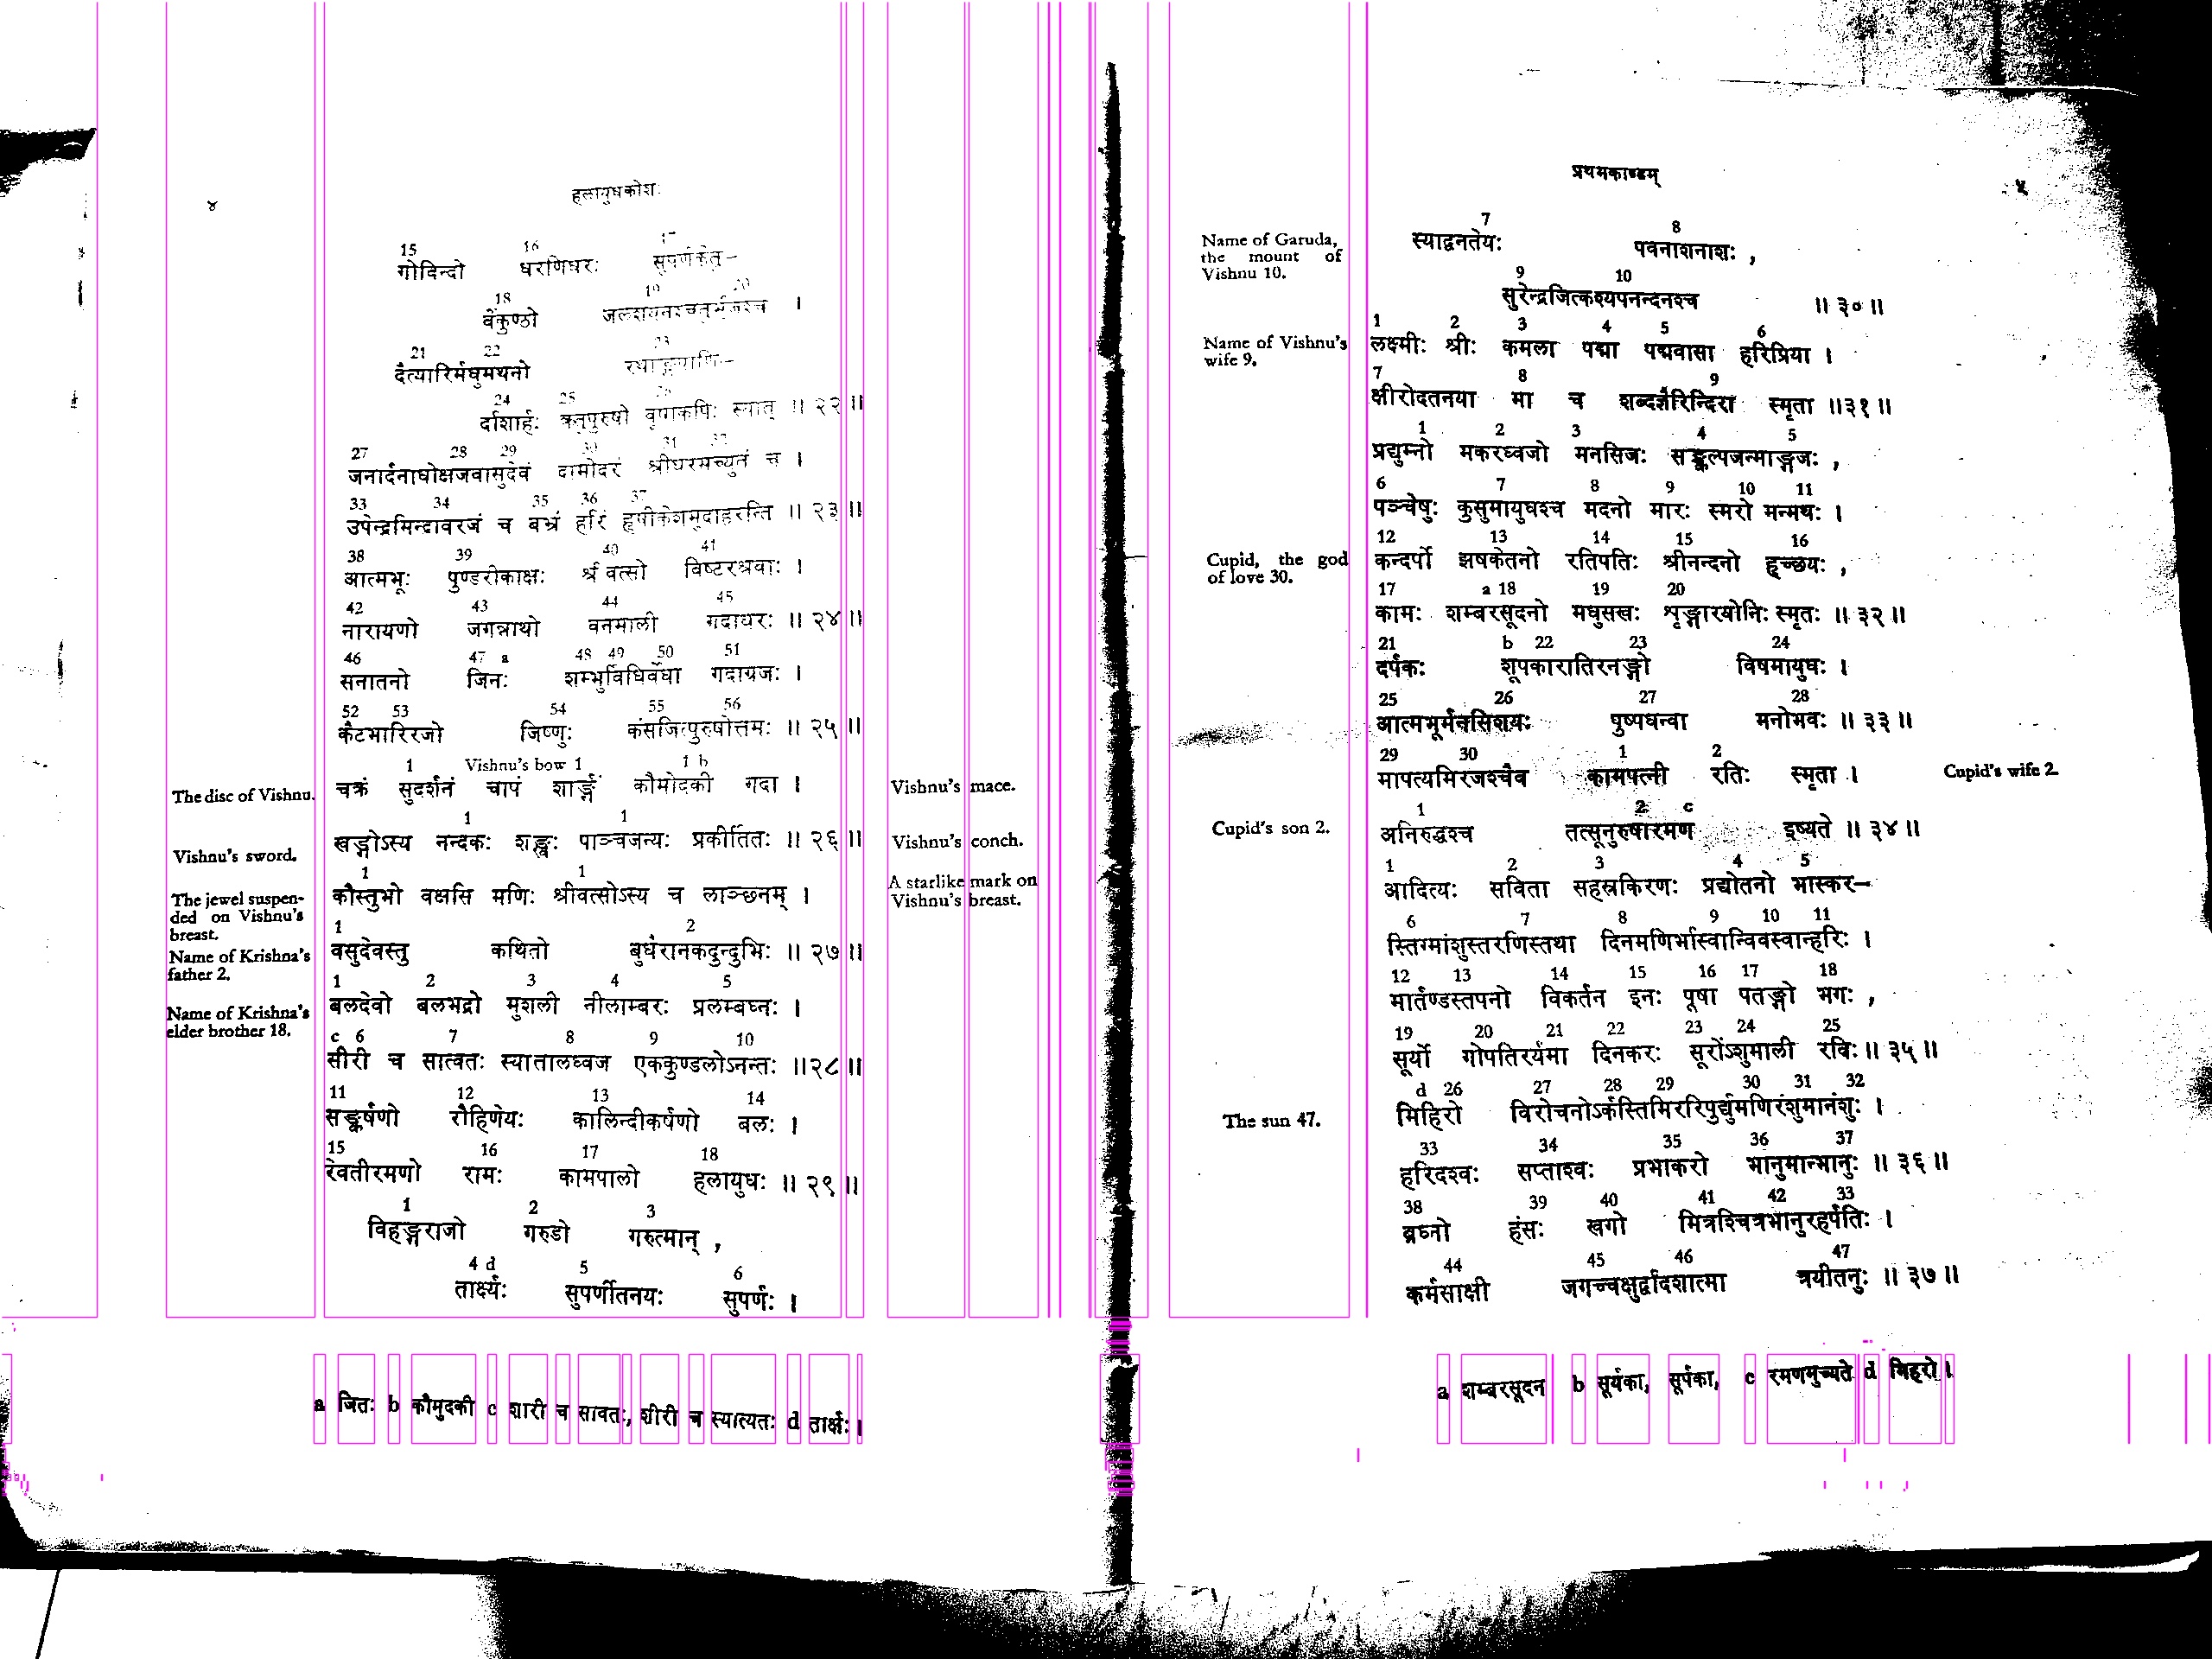 ४
हलायुधकोशः
15 16 17
गोविन्दो धरणिधरः सुपर्णकेतु–
18 19 20
वैकुण्ठो जलशयनश्चतुर्भुजश्च ।
21 22 23
दैत्यारिर्मधुमथनो रथाङ्गपाणि–
24 25 26
र्दाशार्हः क्रतुपुरुषो वृषाकपिः स्यात् ॥ २२ ॥
27 28 29 30 31 32
जनार्दनाधोक्षजवासुदेवं दामोदरं श्रीधरमच्युतं च ।
33 34 35 36 37
उपेन्द्रमिन्द्रावरजं च बभ्रं हरिं हृषीकेशमुदाहरन्ति ॥ २३ ॥
38 39 40 41
आत्मभूः पुण्डरीकाक्षः श्रीवत्सो विष्टरश्रवाः ।
42 43 44 45
नारायणो जगन्नाथो वनमाली गदाधरः ॥ २४ ॥
46 47 a 48 49 50 51
सनातनो जिनः शम्भुर्विधिर्वेधा गदाग्रजः ।
52 53 54 55 56
कैटभारिरजो जिष्णुः कंसजित्पुरुषोत्तमः ॥ २५ ॥
1 Vishnu's bow 1 1 b
The disc of Vishnu. चक्रं सुदर्शनं चापं शार्ङ्गं कौमोदकी गदा । Vishnu's mace.
1 1
Vishnu's sword. खड्गोऽस्य नन्दकः शङ्खः पाञ्चजन्यः प्रकीर्तितः ॥ २६ ॥ Vishnu's conch.
1 1
The jewel suspen- कौस्तुभो वक्षसि मणिः श्रीवत्सोऽस्य च लाञ्छनम् । A starlike mark on
ded on Vishnu's Vishnu's breast.
breast.
1 2
Name of Krishna's वसुदेवस्तु कथितो बुधैरानकदुन्दुभिः ॥ २७ ॥
father 2.
1 2 3 4 5
बलदेवो बलभद्रो मुशली नीलाम्बरः प्रलम्बघ्नः ।
Name of Krishna's
elder brother 18.
c 6 7 8 9 10
सीरी च सात्वतः स्यातालध्वज एककुण्डलोऽनन्तः ॥२८॥
11 12 13 14
सङ्कर्षणो रौहिणेयः कालिन्दीकर्षणो बलः ।
15 16 17 18
रेवतीरमणो रामः कामपालो हलायुधः ॥ २९ ॥
1 2 3
विहङ्गराजो गरुडो गरुत्मान् ,
4 d 5 6
तार्क्ष्यः सुपर्णीतनयः सुपर्णः ।
a जितः b कौमुदकी c शारी च सावतः, शीरी च स्यात्यतः d तार्क्षः ।
प्रथमकाण्डम्
५
7 8
Name of Garuda, स्याद्वनतेयः पवनाशनाशः ,
the mount of
Vishnu 10.
9 10
सुरेन्द्रजित्कश्यपनन्दनश्च ॥ ३० ॥
1 2 3 4 5 6
Name of Vishnu's लक्ष्मीः श्रीः कमला पद्मा पद्मवासा हरिप्रिया ।
wife 9.
7 8 9
क्षीरोदतनया मा च शब्दज्ञैरिन्दिरा स्मृता ॥३१॥
1 2 3 4 5
प्रद्युम्नो मकरध्वजो मनसिजः सङ्कल्पजन्माङ्गजः ,
6 7 8 9 10 11
पञ्चेषुः कुसुमायुधश्च मदनो मारः स्मरो मन्मथः ।
12 13 14 15 16
Cupid, the god कन्दर्पो झषकेतनो रतिपतिः श्रीनन्दनो हृच्छयः ,
of love 30.
17 a 18 19 20
कामः शम्बरसूदनो मधुसखः शृङ्गारयोनिः स्मृतः ॥ ३२ ॥
21 b 22 23 24
दर्पकः शूपकारातिरनङ्गो विषमायुधः ।
25 26 27 28
आत्मभूर्मनसिशयः पुष्पधन्वा मनोभवः ॥ ३३ ॥
29 30 1 2
मापत्यमिरजश्चैव कामपत्नी रतिः स्मृता । Cupid's wife 2.
1 2 c
Cupid's son 2. अनिरुद्धश्च तत्सूनुरुषारमण इष्यते ॥ ३४ ॥
1 2 3 4 5
आदित्यः सविता सहस्रकिरणः प्रद्योतनो भास्कर–
6 7 8 9 10 11
स्तिग्मांशुस्तरणिस्तथा दिनमणिर्भास्वान्विवस्वान्हरिः ।
12 13 14 15 16 17 18
मार्तण्डस्तपनो विकर्तन इनः पूषा पतङ्गो भगः ,
19 20 21 22 23 24 25
सूर्यो गोपतिरर्यमा दिनकरः सूरोंऽशुमाली रविः॥ ३५ ॥
d 26 27 28 29 30 31 32
The sun 47. मिहिरो विरोचनोऽर्कस्तिमिररिपुर्द्युमणिरंशुमानंशुः ।
33 34 35 36 37
हरिदश्वः सप्ताश्वः प्रभाकरो भानुमान्भानुः ॥ ३६ ॥
38 39 40 41 42 33
ब्रध्नो हंसः खगो मित्रश्चित्रभानुरहर्पतिः ।
44 45 46 47
कर्मसाक्षी जगच्चक्षुर्द्वादशात्मा त्रयीतनुः ॥ ३७ ॥
a शम्बरसूदन b सूर्यका, सूर्पका, c रमणमुच्यते d मिहरो ।